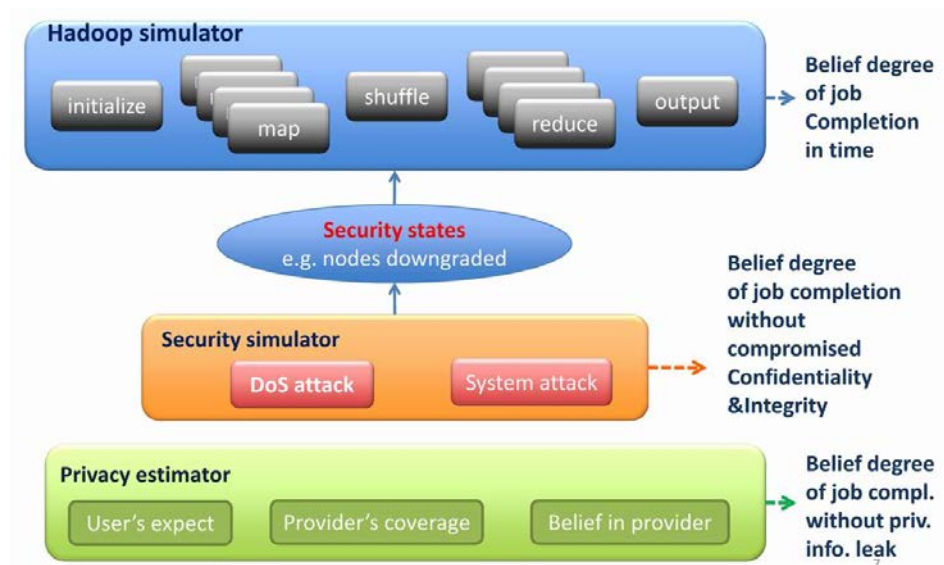 Hadoop simulator
initialize
map
shuffle
reduce
output
Belief degree
of job
Completion
in time
Security states
e.g. nodes downgraded
Security simulator
DoS attack
System attack
Belief degree
of job completion
without
compromised
Confidentiality
&Integrity
Privacy estimator
User's expect
Provider's coverage
Belief in provider
Belief degree
of job compl.
without priv.
info. leak
7